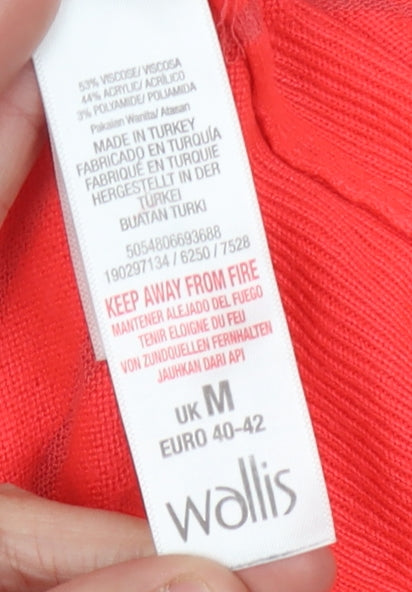 53% VISCOSE/ VISCOSA
44% ACRYLIC/ ACRÍLICO
3% POLYAMIDE/ POLIAMIDA
Pakaian Wanita/ Atasan
MADE IN TURKEY
FABRICADO EN TURQUÍA
FABRIQUÉ EN TURQUIE
HERGESTELLT IN DER
TURKEI
BUATAN TURKI
5054806693688
190297134 / 6250 / 7528
KEEP AWAY FROM FIRE
MANTENER ALEJADO DEL FUEGO
TENIR ELOIGNE DU FEU
VON ZUNDQUELLEN FERNHALTEN
JAUHKAN DARI API
UK M
EURO 40-42
wallis